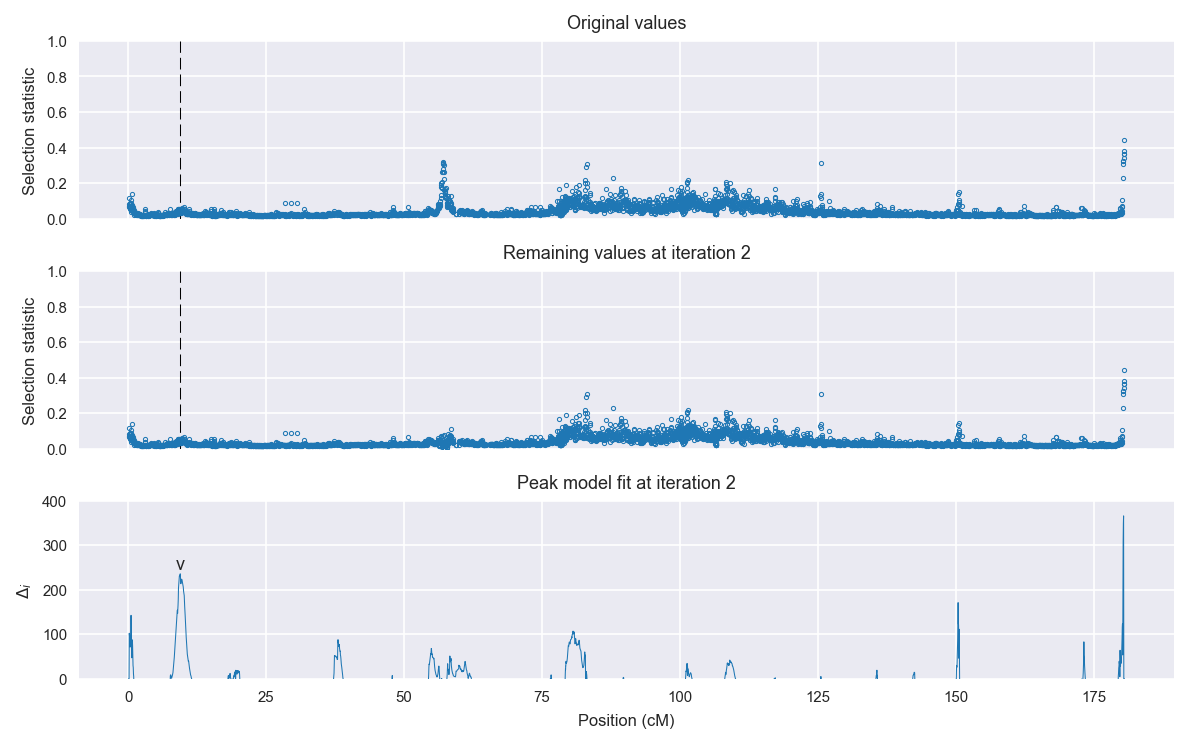 Original values
1.0
0.8
0.6
0.4
0.2
0.0
Selection statistic
Remaining values at iteration 2
1.0
0.8
0.6
0.4
0.2
0.0
Selection statistic
Peak model fit at iteration 2
400
300
200
100
0
Δi
v
0 25 50 75 100 125 150 175
Position (cM)